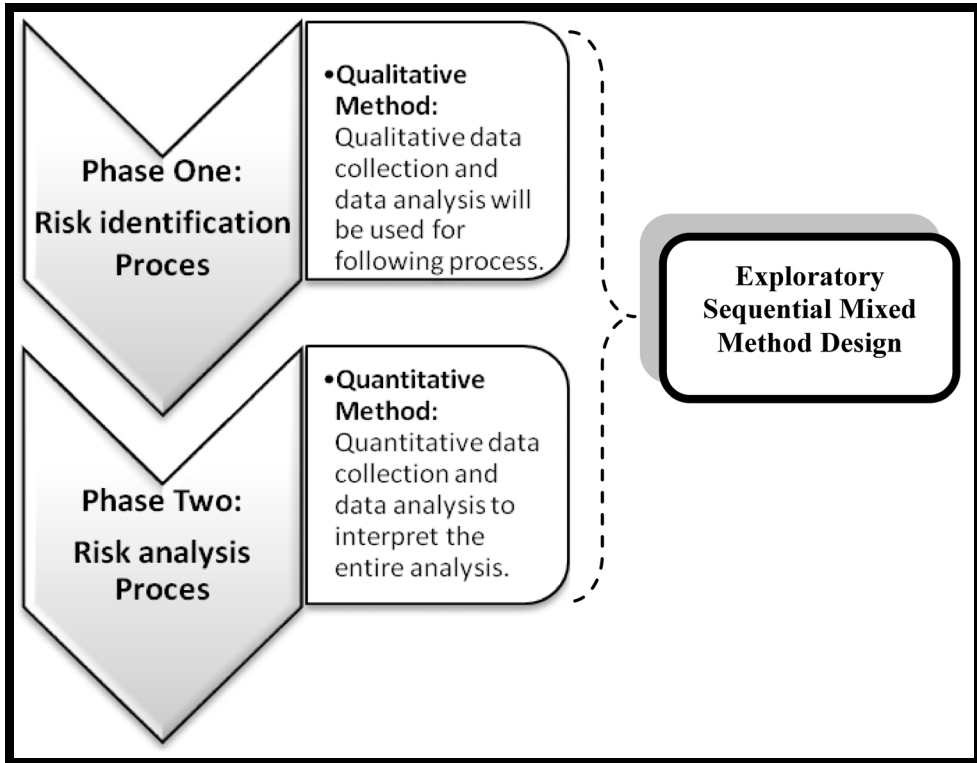 Phase One:
Risk identification
Proces
•Qualitative
Method:
Qualitative data
collection and
data analysis will
be used for
following process.
Phase Two:
Risk analysis
Proces
•Quantitative
Method:
Quantitative data
collection and
data analysis to
interpret the
entire analysis.
Exploratory
Sequential Mixed
Method Design